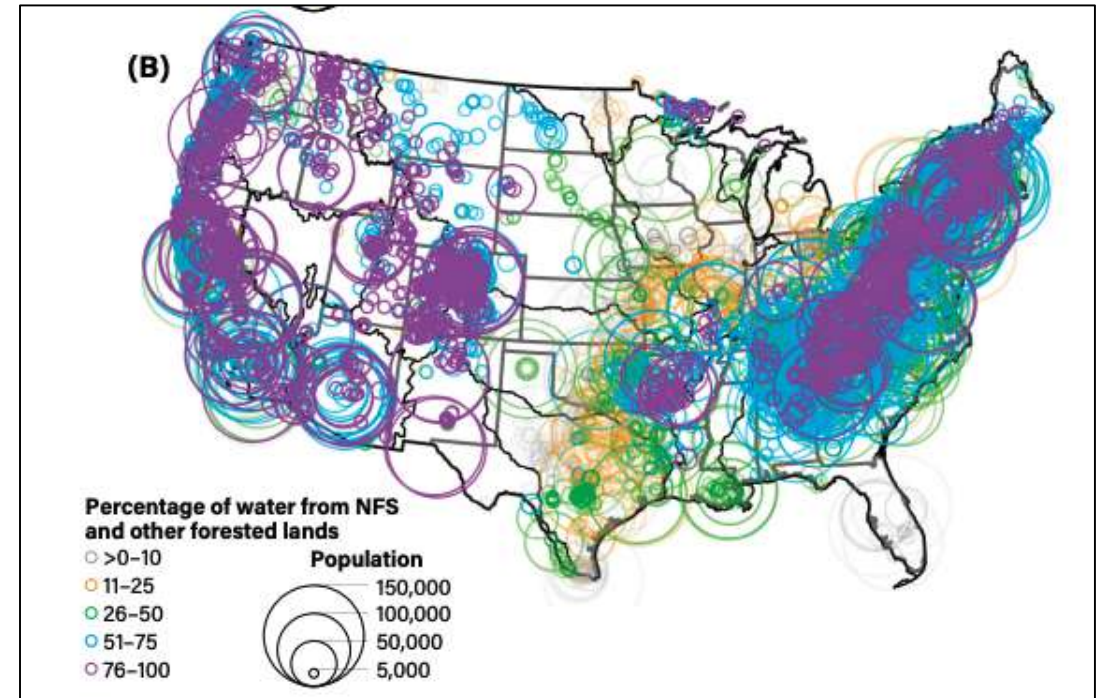 (B)
Percentage of water from NFS
and other forested lands
>0–10
11–25
26–50
51–75
76–100
Population
150,000
100,000
50,000
5,000